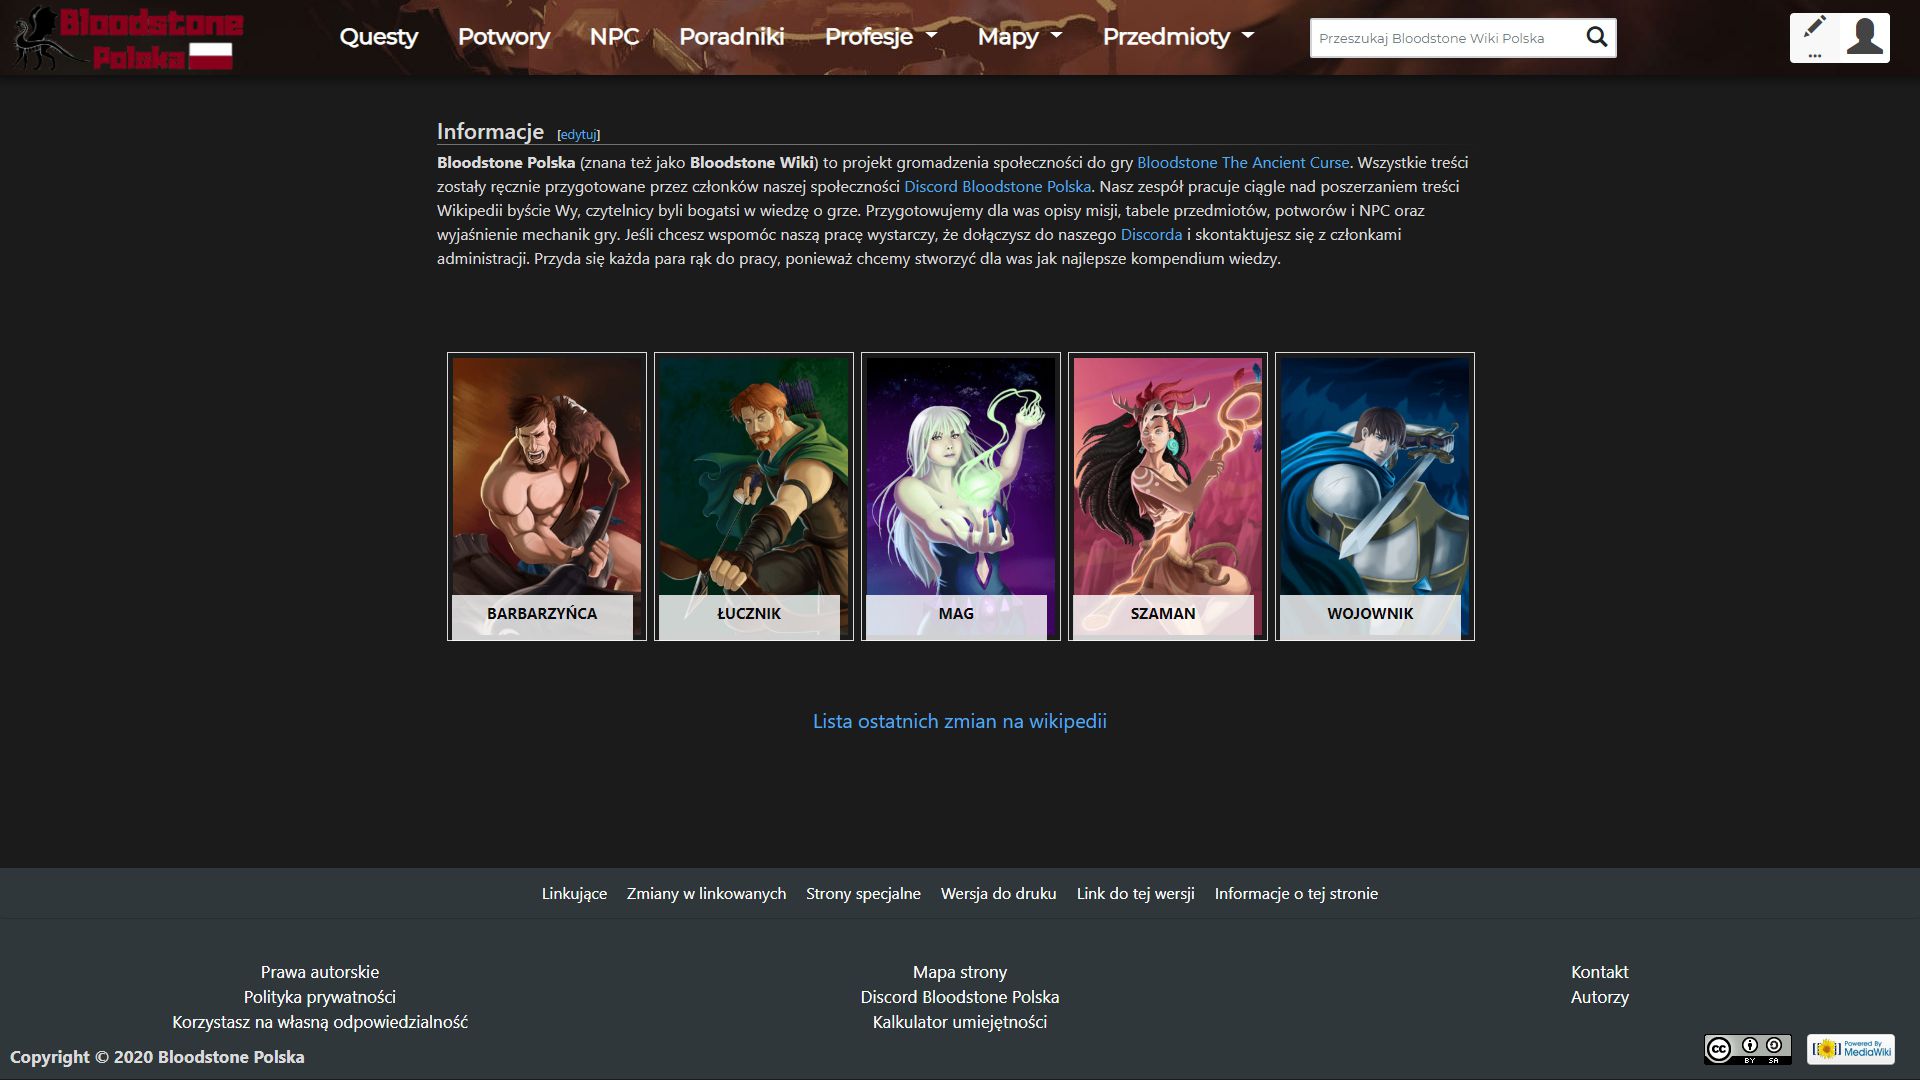 Bloodstone
Polska
Questy
Potwory
NPC
Poradniki
Profesje
Mapy
Przedmioty
Przeszukaj Bloodstone Wiki Polska
...
Informacje [edytuj]
Bloodstone Polska (znana też jako Bloodstone Wiki) to projekt gromadzenia społeczności do gry Bloodstone The Ancient Curse. Wszystkie treści
zostały ręcznie przygotowane przez członków naszej społeczności Discord Bloodstone Polska. Nasz zespół pracuje ciągle nad poszerzaniem treści
Wikipedii byście Wy, czytelnicy byli bogatsi w wiedzę o grze. Przygotowujemy dla was opisy misji, tabele przedmiotów, potworów i NPC oraz
wyjaśnienie mechanik gry. Jeśli chcesz wspomóc naszą pracę wystarczy, że dołączysz do naszego Discorda i skontaktujesz się z członkami
administracji. Przyda się każda para rąk do pracy, ponieważ chcemy stworzyć dla was jak najlepsze kompendium wiedzy.
BARBARZYŃCA
ŁUCZNIK
MAG
SZAMAN
WOJOWNIK
Lista ostatnich zmian na wikipedii
Linkujące
Zmiany w linkowanych
Strony specjalne
Wersja do druku
Link do tej wersji
Informacje o tej stronie
Prawa autorskie
Polityka prywatności
Korzystasz na własną odpowiedzialność
Mapa strony
Discord Bloodstone Polska
Kalkulator umiejętności
Kontakt
Autorzy
Copyright © 2020 Bloodstone Polska
cc
BY SA
Powered By
MediaWiki